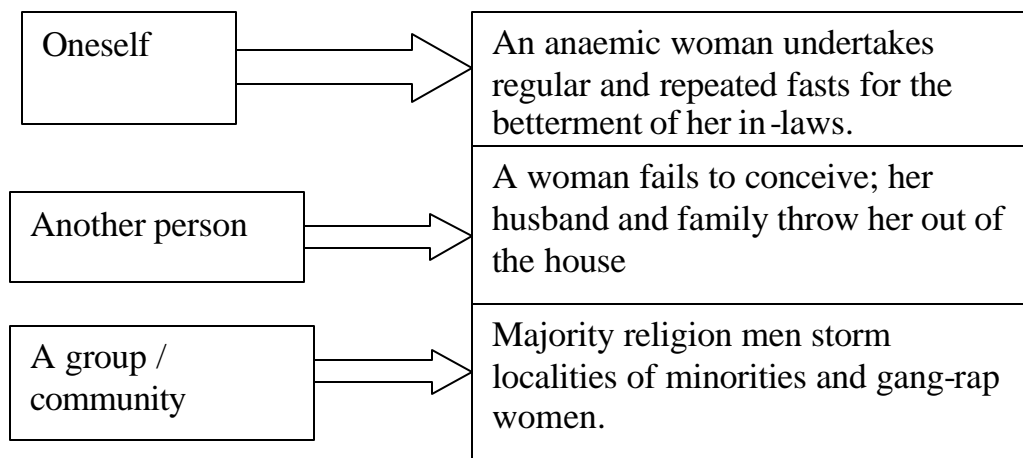 Oneself
An anaemic woman undertakes
regular and repeated fasts for the
betterment of her in-laws.
Another person
A woman fails to conceive; her
husband and family throw her out of
the house
A group /
community
Majority religion men storm
localities of minorities and gang-rap
women.